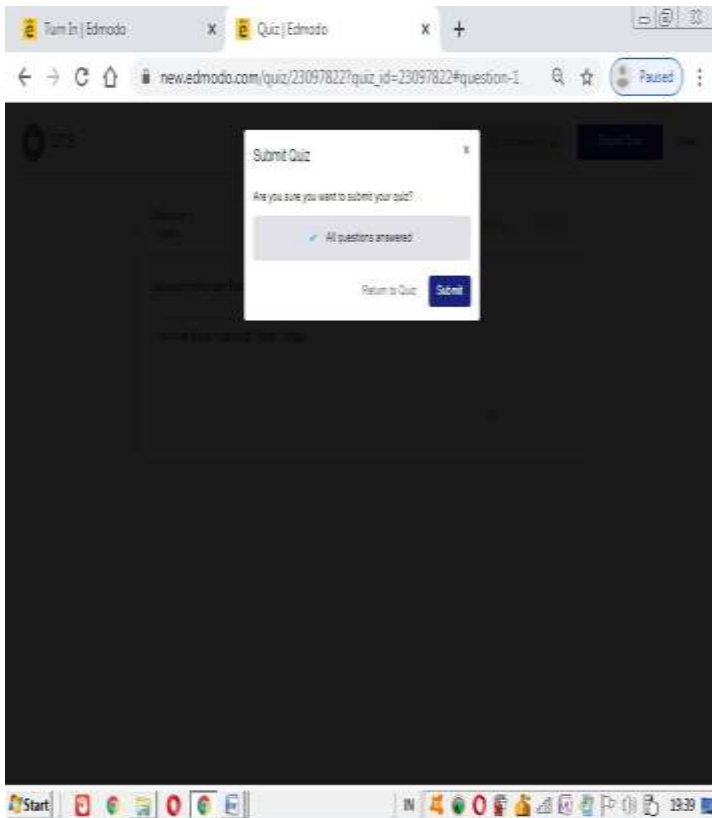 Turn In | Edmodo x Quiz | Edmodo x +
new.edmodo.com/quiz/23097822?quiz_id=23097822#question-1 Paused
Submit Quiz x
Are you sure you want to submit your quiz?
✓ All questions answered
Return to Quiz Submit
Start IN 19:39